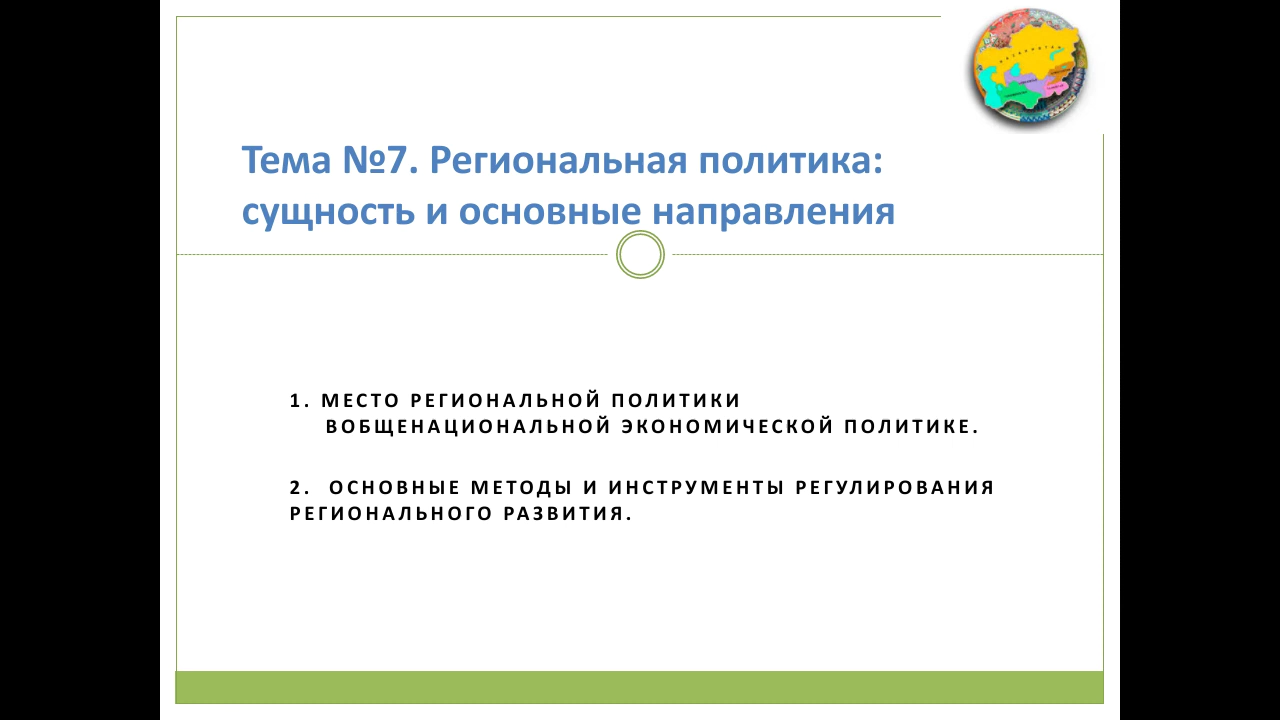 Тема №7. Региональная политика:
сущность и основные направления
1. МЕСТО РЕГИОНАЛЬНОЙ ПОЛИТИКИ
ВОБЩЕНАЦИОНАЛЬНОЙ ЭКОНОМИЧЕСКОЙ ПОЛИТИКЕ.
2. ОСНОВНЫЕ МЕТОДЫ И ИНСТРУМЕНТЫ РЕГУЛИРОВАНИЯ
РЕГИОНАЛЬНОГО РАЗВИТИЯ.